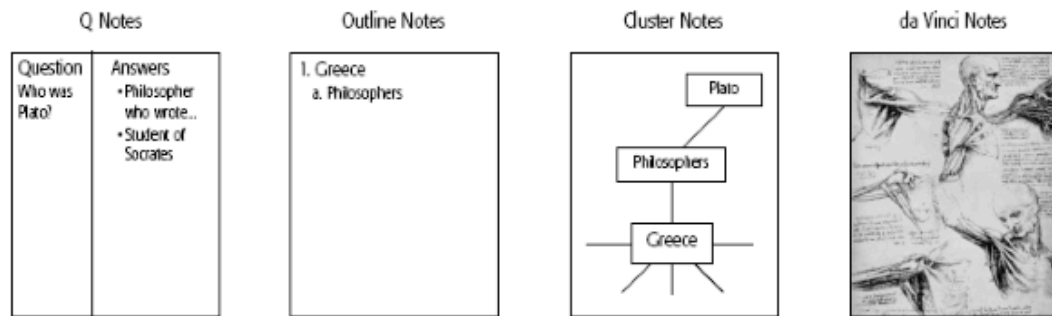 Q Notes
Question
Who was
Plato?
Answers
•Philosopher
who wrote...
•Student of
Socrates
Outline Notes
1. Greece
a. Philosophers
Cluster Notes
Plato
Philosophers
Greece
da Vinci Notes